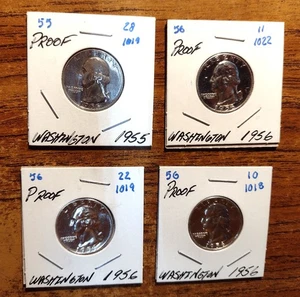 55 28
PROOF 1019
WASHINGTON 1955
56 11
PROOF 1022
WASHINGTON 1956
56 22
PROOF 1019
WASHINGTON 1956
56 10
PROOF 1018
WASHINGTON 1956